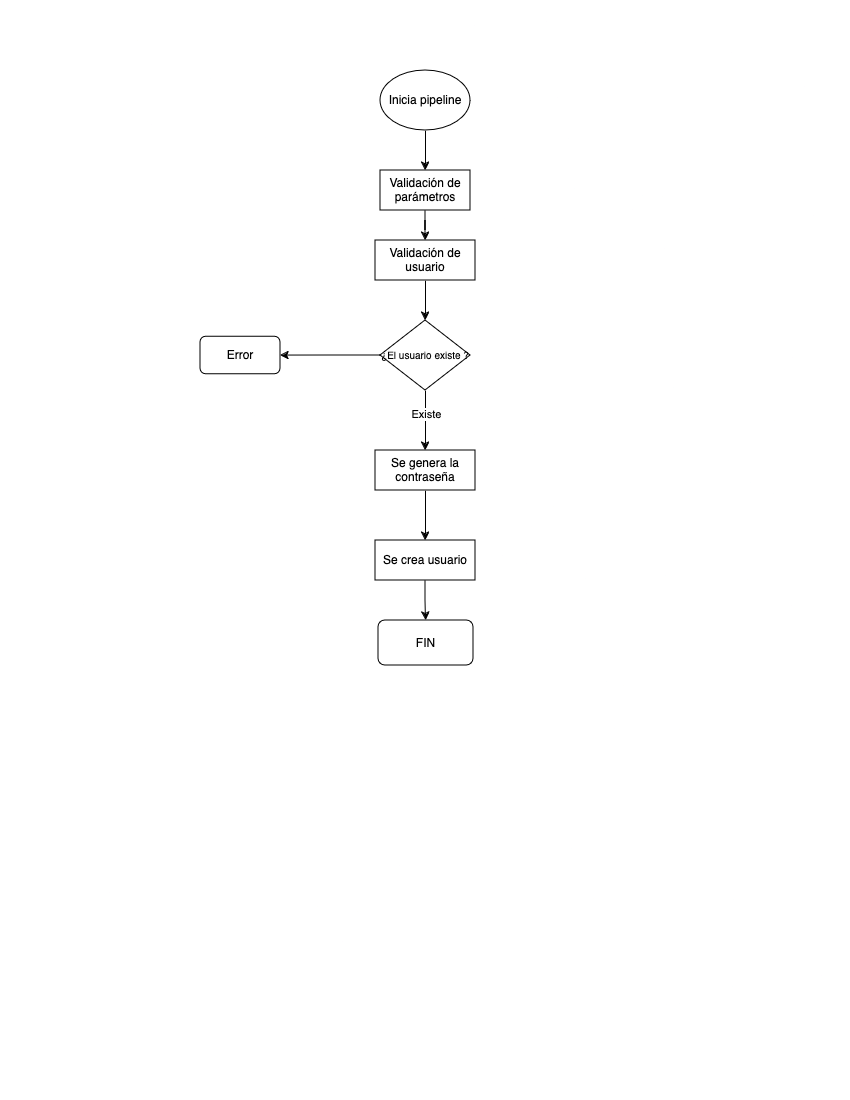 Inicia pipeline
Validación de
parámetros
Validación de
usuario
¿El usuario existe ?
Error
Existe
Se genera la
contraseña
Se crea usuario
FIN